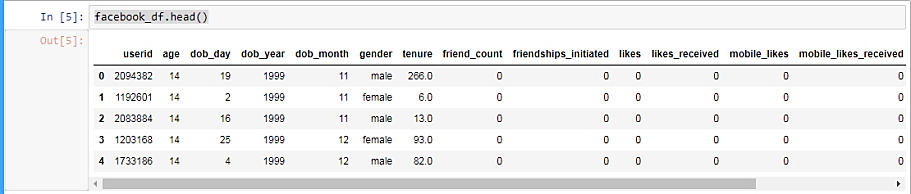 In [5]: facebook_df.head()
Out[5]:
userid age dob_day dob_year dob_month gender tenure friend_count friendships_initiated likes likes_received mobile_likes mobile_likes_received
0 2094382 14 19 1999 11 male 266.0 0 0 0 0 0 0
1 1192601 14 2 1999 11 female 6.0 0 0 0 0 0 0
2 2083884 14 16 1999 11 male 13.0 0 0 0 0 0 0
3 1203168 14 25 1999 12 female 93.0 0 0 0 0 0 0
4 1733186 14 4 1999 12 male 82.0 0 0 0 0 0 0